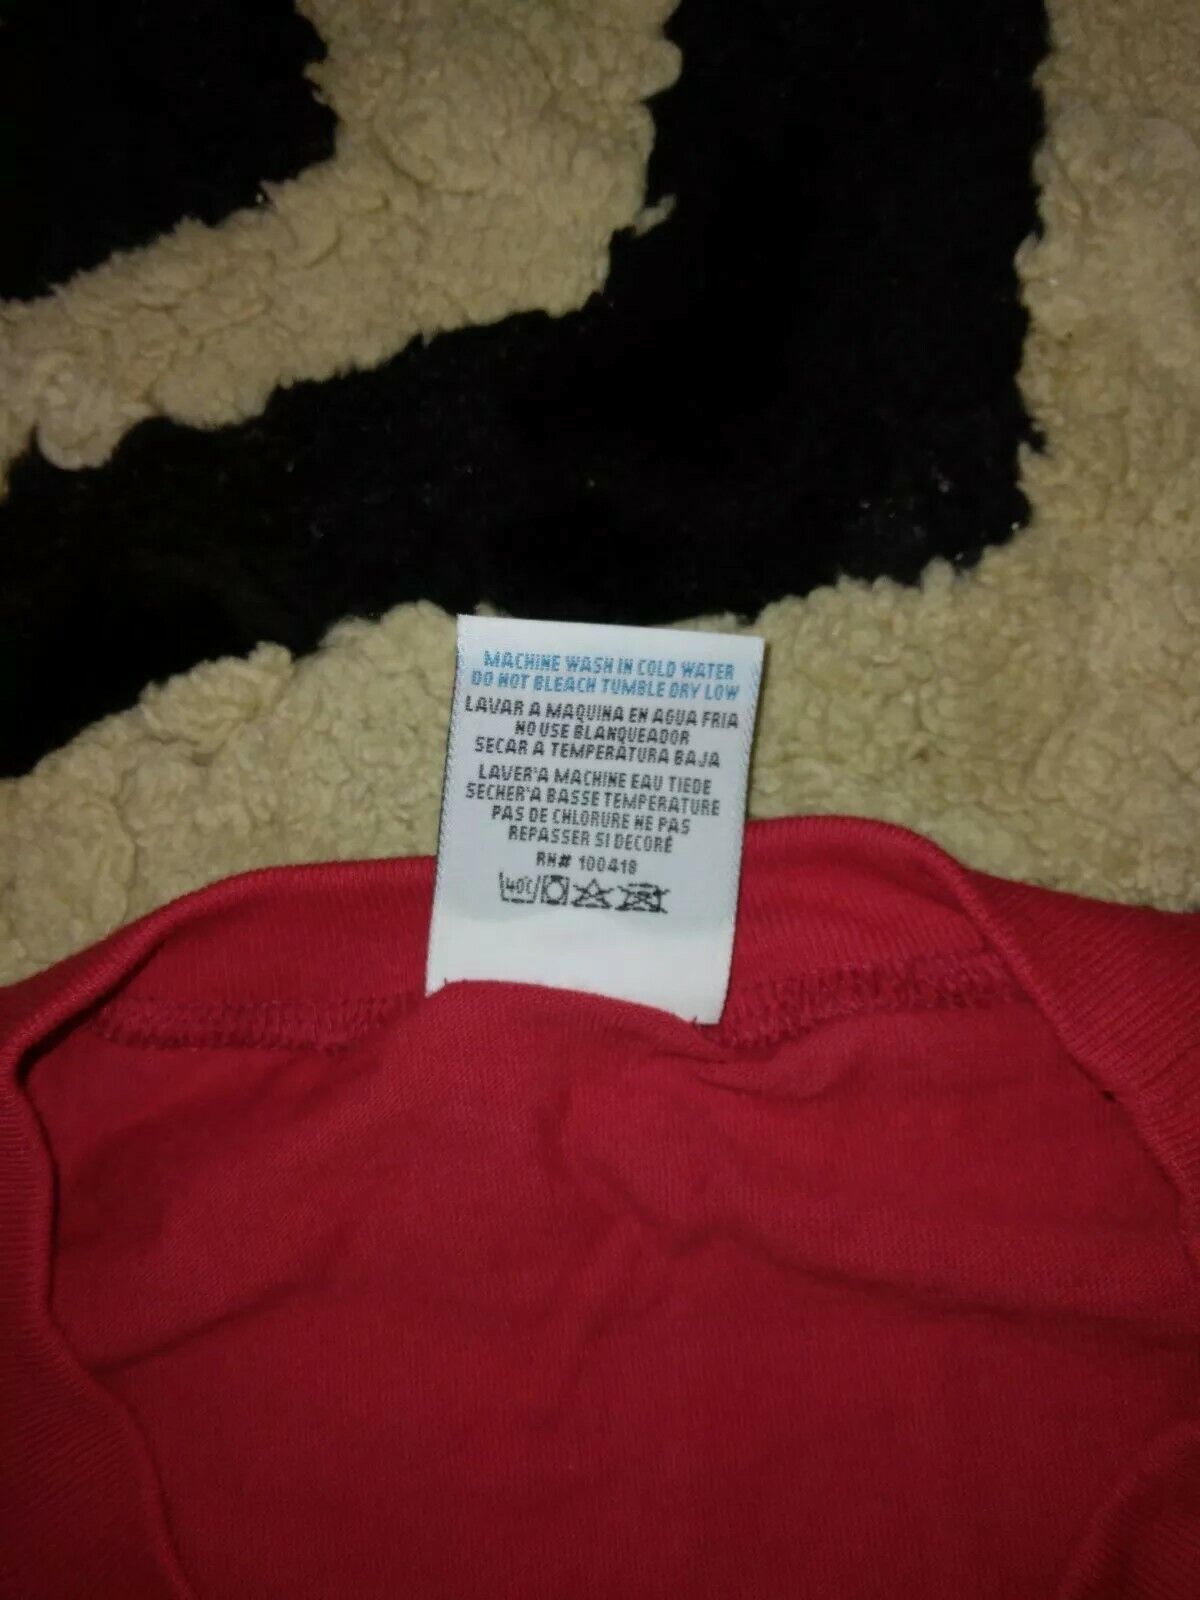 MACHINE WASH IN COLD WATER
DO NOT BLEACH TUMBLE DRY LOW
LAVAR A MAQUINA EN AGUA FRIA
NO USE BLANQUEADOR
SECAR A TEMPERATURA BAJA
LAVER'A MACHINE EAU TIEDE
SECHER'A BASSE TEMPERATURE
PAS DE CHLORURE NE PAS
REPASSER SI DECORÉ
RN# 100418
40C